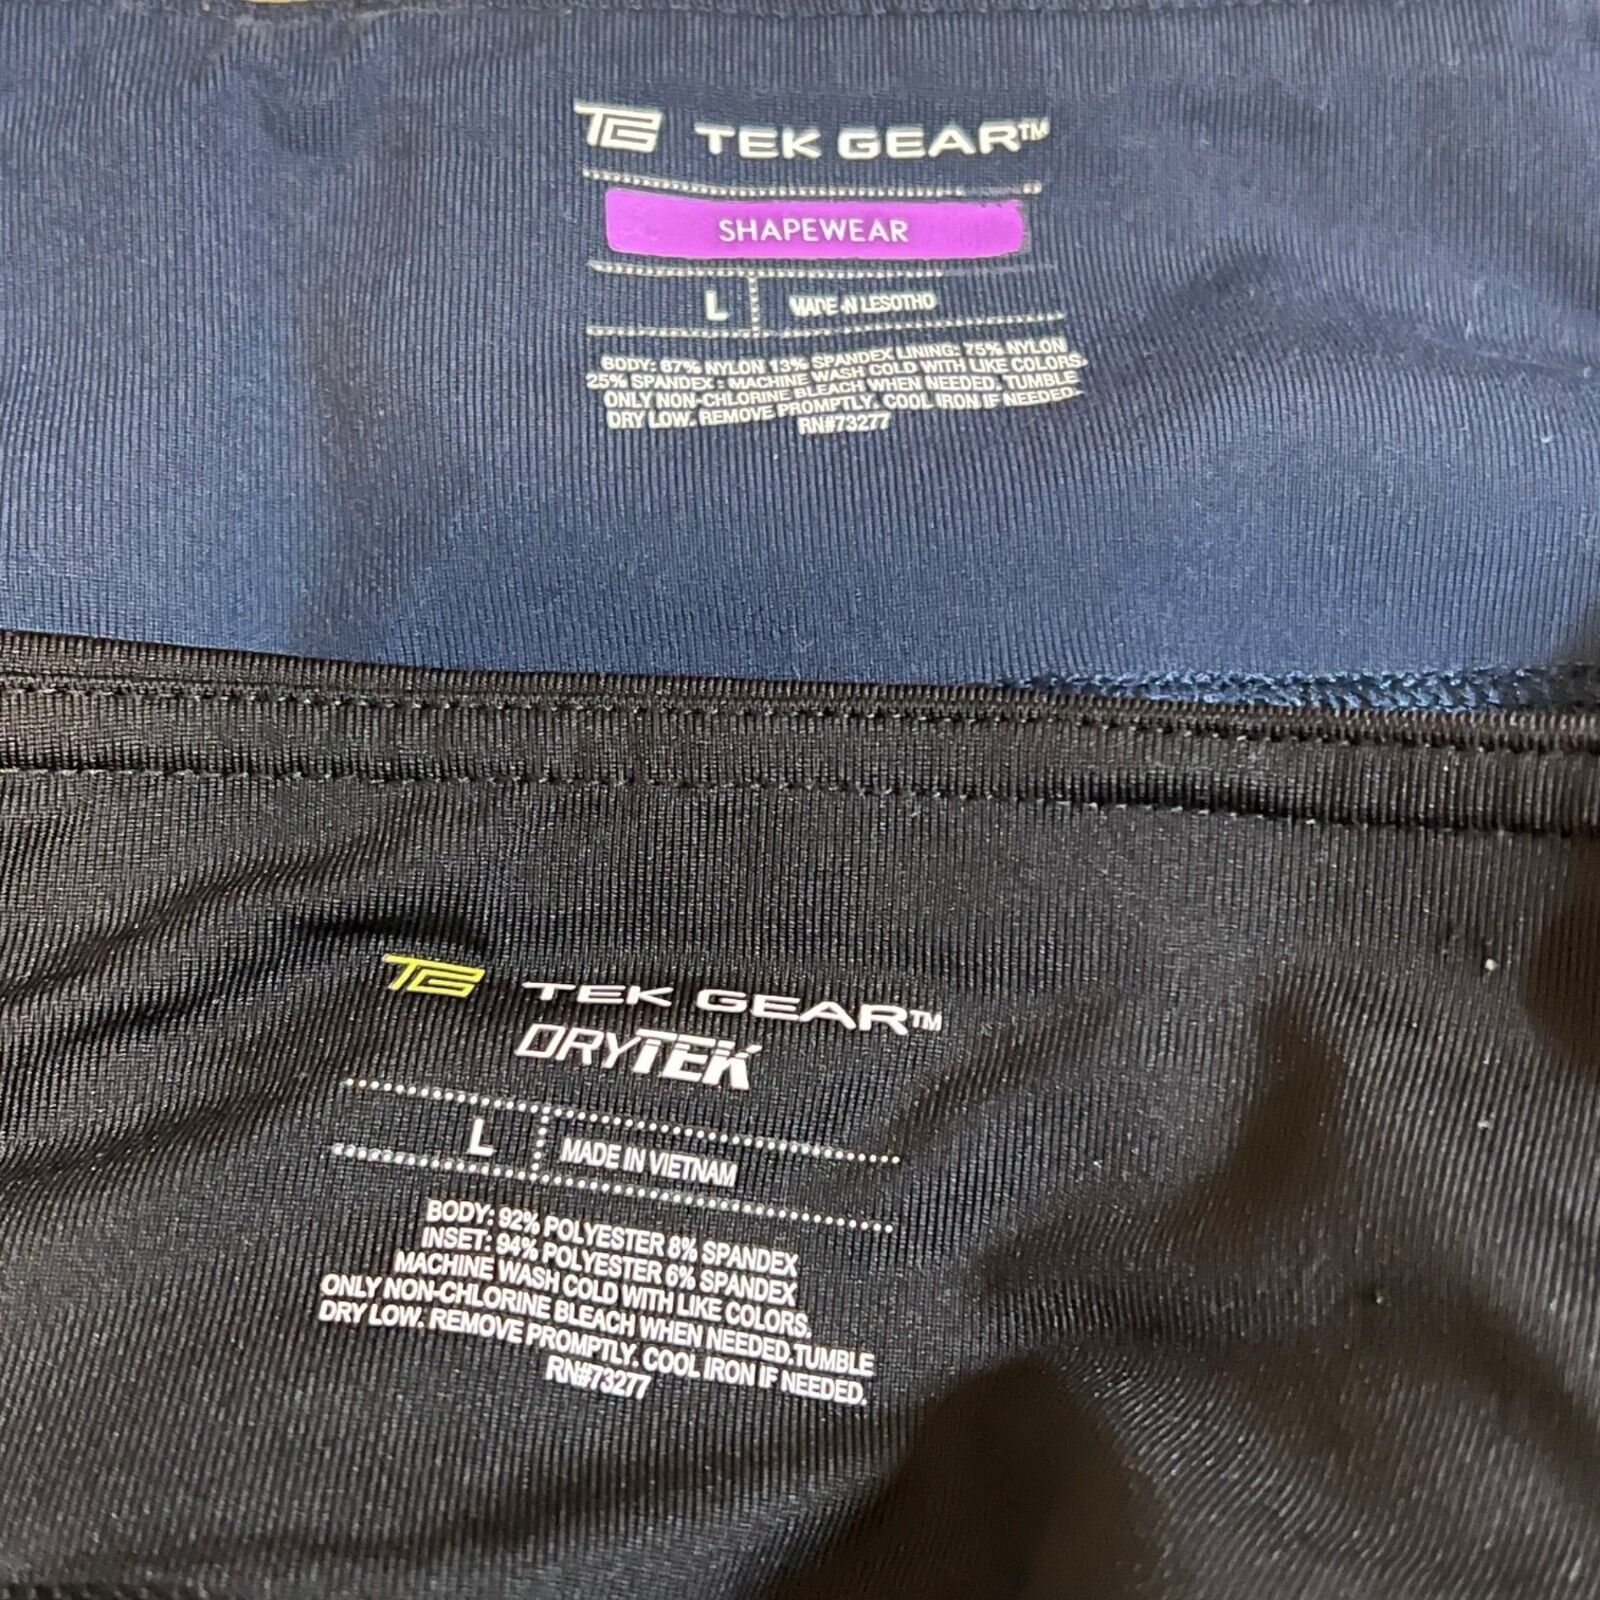 TG TEK GEAR™
SHAPEWEAR
L MADE IN LESOTHO
BODY: 87% NYLON 13% SPANDEX LINING: 75% NYLON
25% SPANDEX : MACHINE WASH COLD WITH LIKE COLORS.
ONLY NON-CHLORINE BLEACH WHEN NEEDED. TUMBLE
DRY LOW. REMOVE PROMPTLY. COOL IRON IF NEEDED.
RN#73277
TG TEK GEAR™
DRYTEK
L MADE IN VIETNAM
BODY: 92% POLYESTER 8% SPANDEX
INSET: 94% POLYESTER 6% SPANDEX
MACHINE WASH COLD WITH LIKE COLORS.
ONLY NON-CHLORINE BLEACH WHEN NEEDED.TUMBLE
DRY LOW. REMOVE PROMPTLY. COOL IRON IF NEEDED.
RN#73277